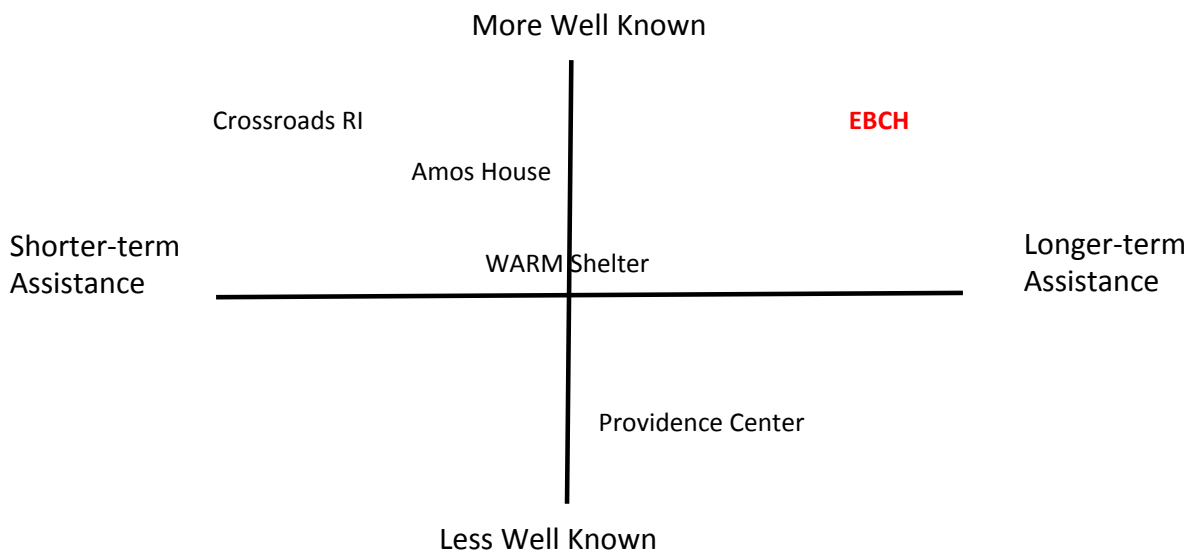 More Well Known
Crossroads RI
EBCH
Amos House
Shorter-term
Assistance
WARM Shelter
Longer-term
Assistance
Providence Center
Less Well Known